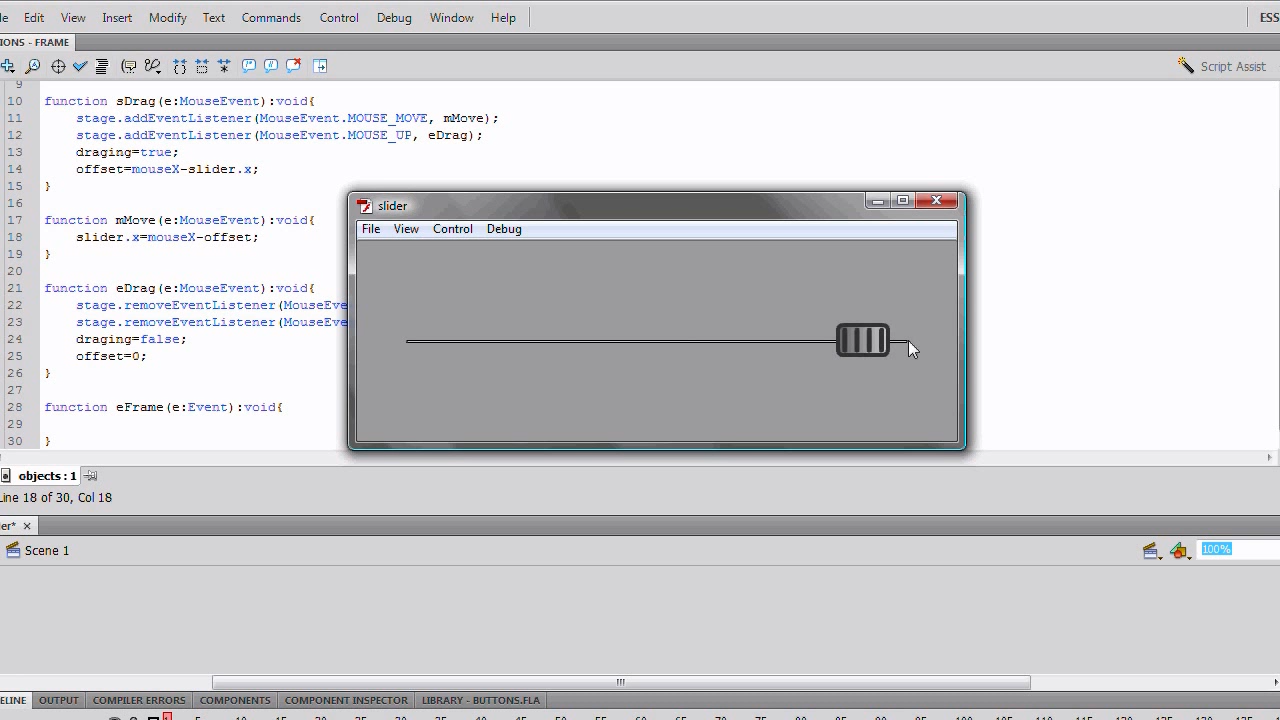 Edit View Insert Modify Text Commands Control Debug Window Help ESS
IONS - FRAME
Script Assist
9
10 function sDrag(e:MouseEvent):void{
11 stage.addEventListener(MouseEvent.MOUSE_MOVE, mMove);
12 stage.addEventListener(MouseEvent.MOUSE_UP, eDrag);
13 draging=true;
14 offset=mouseX-slider.x;
15 }
16
17 function mMove(e:MouseEvent):void{
18 slider.x=mouseX-offset;
19 }
20
21 function eDrag(e:MouseEvent):void{
22 stage.removeEventListener(MouseEve
23 stage.removeEventListener(MouseEve
24 draging=false;
25 offset=0;
26 }
27
28 function eFrame(e:Event):void{
29
30 }
slider
File View Control Debug
objects : 1
Line 18 of 30, Col 18
er* ×
Scene 1 100%
ELINE OUTPUT COMPILER ERRORS COMPONENTS COMPONENT INSPECTOR LIBRARY - BUTTONS.FLA